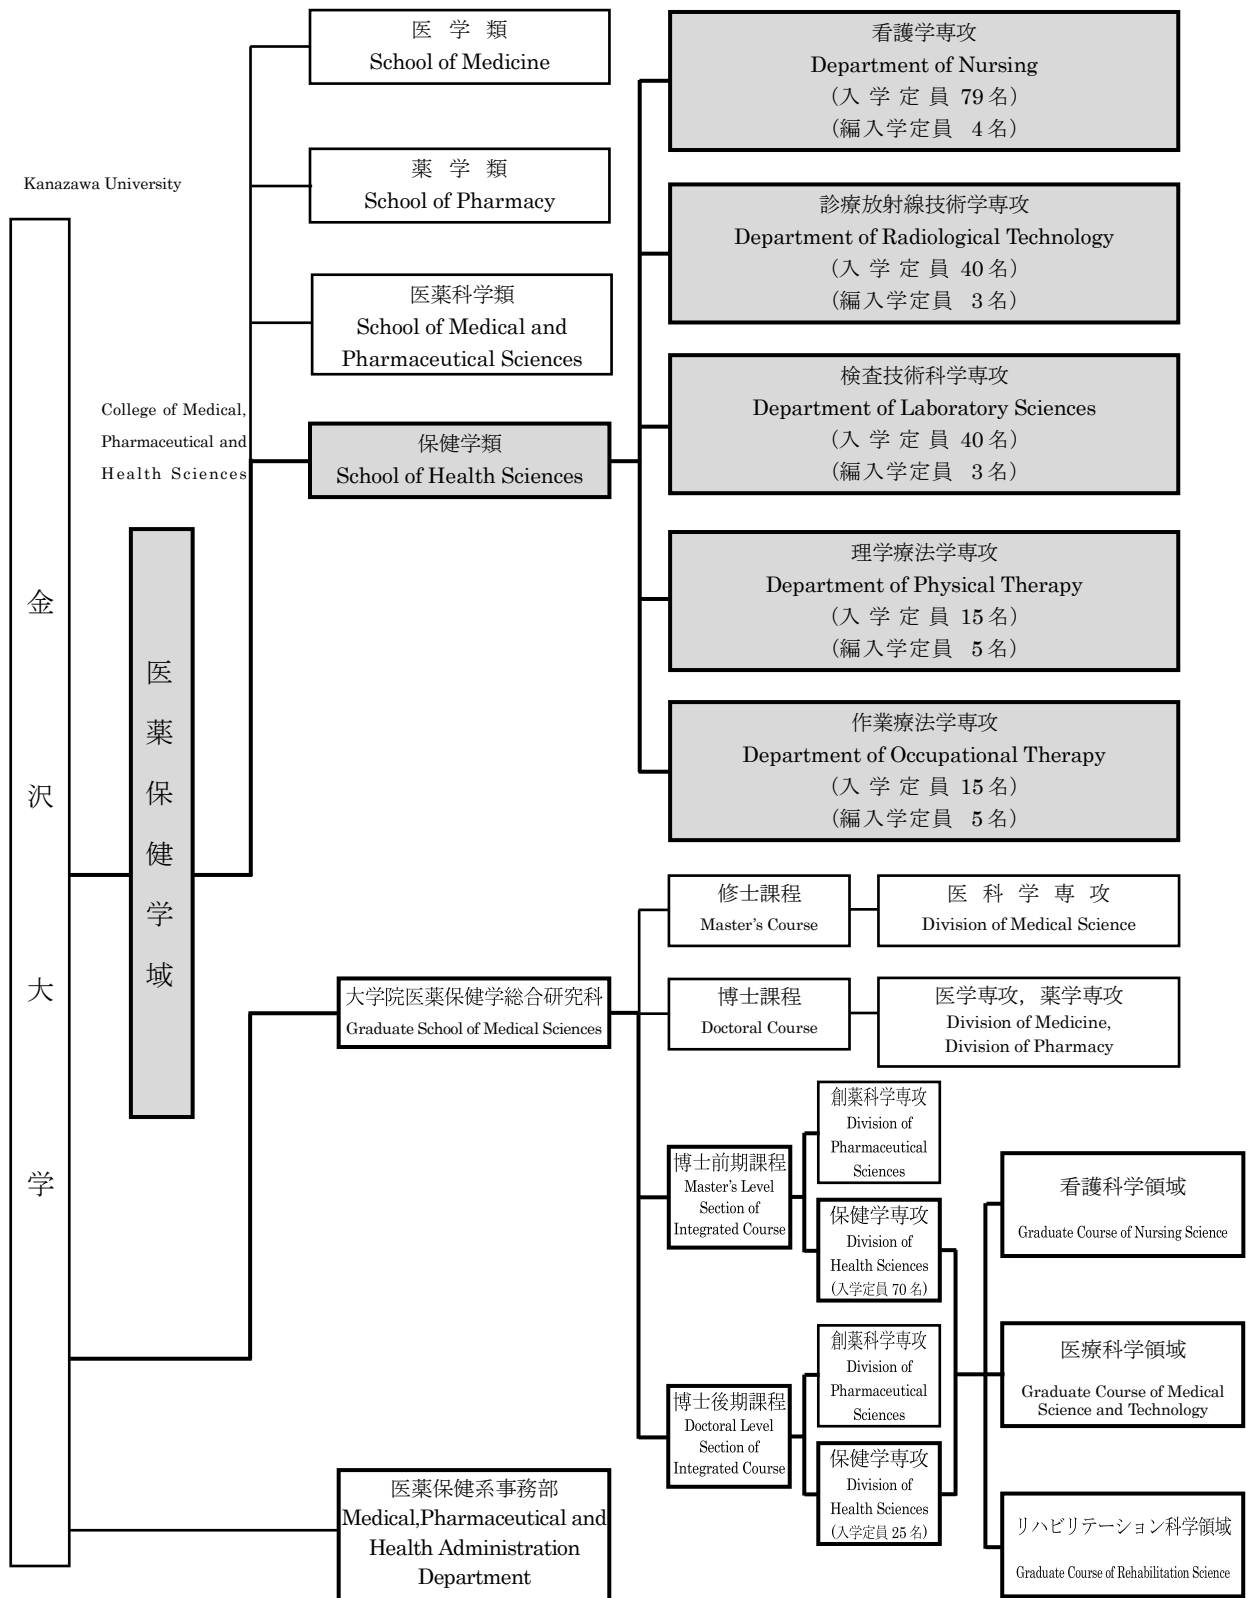 Kanazawa University
金沢大学
College of Medical,
Pharmaceutical and
Health Sciences
医薬保健学域
医学類
School of Medicine
薬学類
School of Pharmacy
医薬科学類
School of Medical and
Pharmaceutical Sciences
保健学類
School of Health Sciences
看護学専攻
Department of Nursing
(入学定員 79名)
(編入学定員 4名)
診療放射線技術学専攻
Department of Radiological Technology
(入学定員 40名)
(編入学定員 3名)
検査技術科学専攻
Department of Laboratory Sciences
(入学定員 40名)
(編入学定員 3名)
理学療法学専攻
Department of Physical Therapy
(入学定員 15名)
(編入学定員 5名)
作業療法学専攻
Department of Occupational Therapy
(入学定員 15名)
(編入学定員 5名)
大学院医薬保健学総合研究科
Graduate School of Medical Sciences
修士課程
Master's Course
医科学専攻
Division of Medical Science
博士課程
Doctoral Course
医学専攻，薬学専攻
Division of Medicine,
Division of Pharmacy
博士前期課程
Master's Level
Section of
Integrated Course
創薬科学専攻
Division of
Pharmaceutical
Sciences
保健学専攻
Division of
Health Sciences
(入学定員 70名)
博士後期課程
Doctoral Level
Section of
Integrated Course
創薬科学専攻
Division of
Pharmaceutical
Sciences
保健学専攻
Division of
Health Sciences
(入学定員 25名)
看護科学領域
Graduate Course of Nursing Science
医療科学領域
Graduate Course of Medical
Science and Technology
リハビリテーション科学領域
Graduate Course of Rehabilitation Science
医薬保健系事務部
Medical,Pharmaceutical and
Health Administration
Department